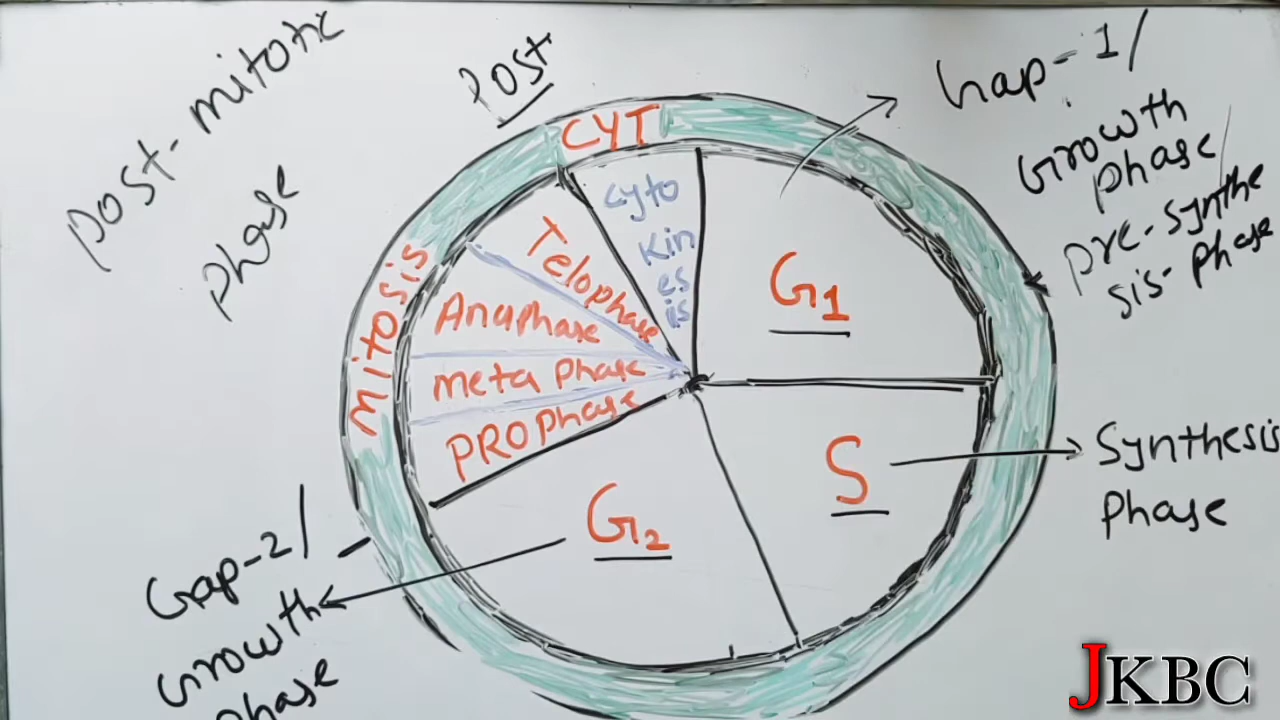 Post-mitotic
Phase
Post
CYT
Gap-1/
Growth
phase/
Pre-Synthe
sis-Phase
Cyto
Kin
es
is
G1
Telophase
Anaphase
meta Phase
PROPhase
mitosis
S
Synthesis
Phase
G2
Gap-2/
Growth
phase
JKBC